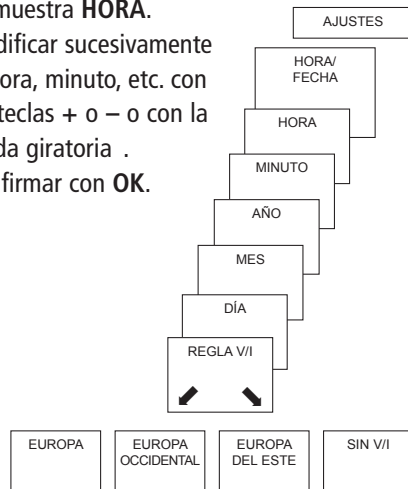 muestra HORA.
dificar sucesivamente
ora, minuto, etc. con
teclas + o – o con la
da giratoria .
firmar con OK.
AJUSTES
HORA/
FECHA
HORA
MINUTO
AÑO
MES
DÍA
REGLA V/I
EUROPA
EUROPA
OCCIDENTAL
EUROPA
DEL ESTE
SIN V/I